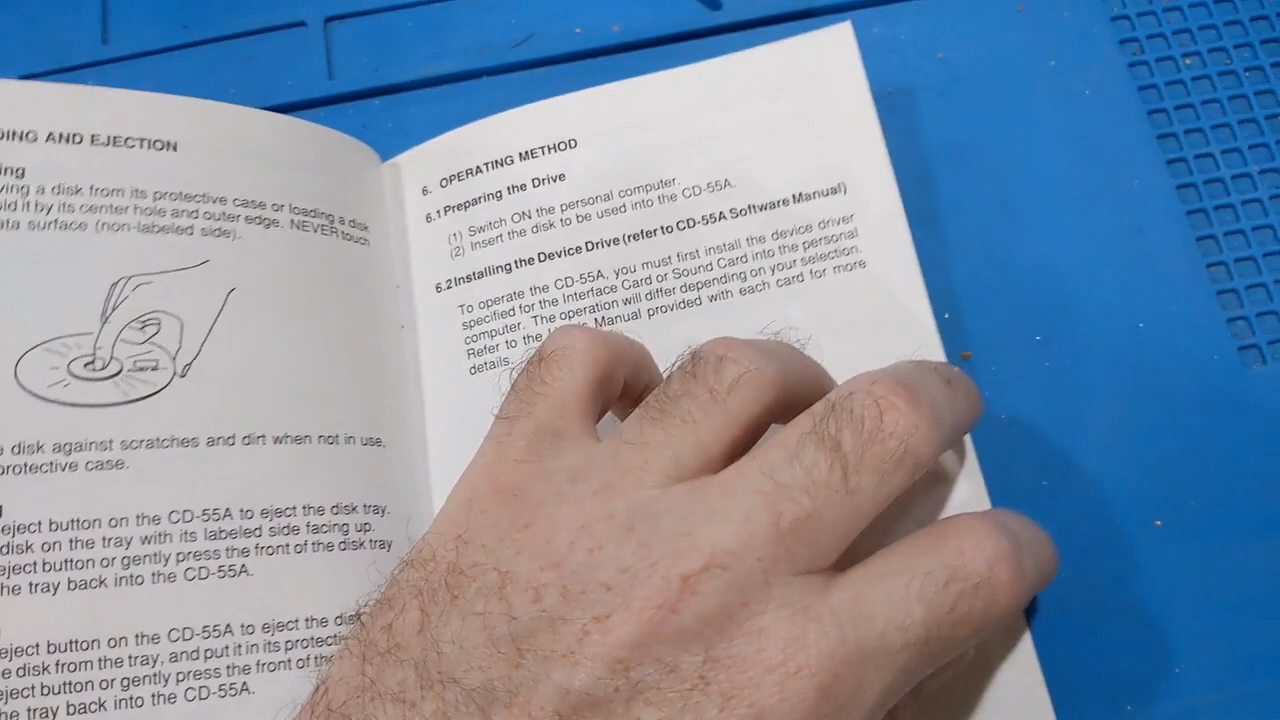 DING AND EJECTION
ing
ving a disk from its protective case or loading a disk
ld it by its center hole and outer edge. NEVER touch
ata surface (non-labeled side).
disk against scratches and dirt when not in use,
protective case.
eject button on the CD-55A to eject the disk tray.
disk on the tray with its labeled side facing up.
eject button or gently press the front of the disk tray
he tray back into the CD-55A.
eject button on the CD-55A to eject the disk
e disk from the tray, and put it in its protecti
eject button or gently press the front of the
he tray back into the CD-55A.
6. OPERATING METHOD
6.1 Preparing the Drive
(1) Switch ON the personal computer.
(2) Insert the disk to be used into the CD-55A.
6.2 Installing the Device Drive (refer to CD-55A Software Manual)
To operate the CD-55A, you must first install the device driver
specified for the Interface Card or Sound Card into the personal
computer. The operation will differ depending on your selection.
Refer to the Manual provided with each card for more
details.